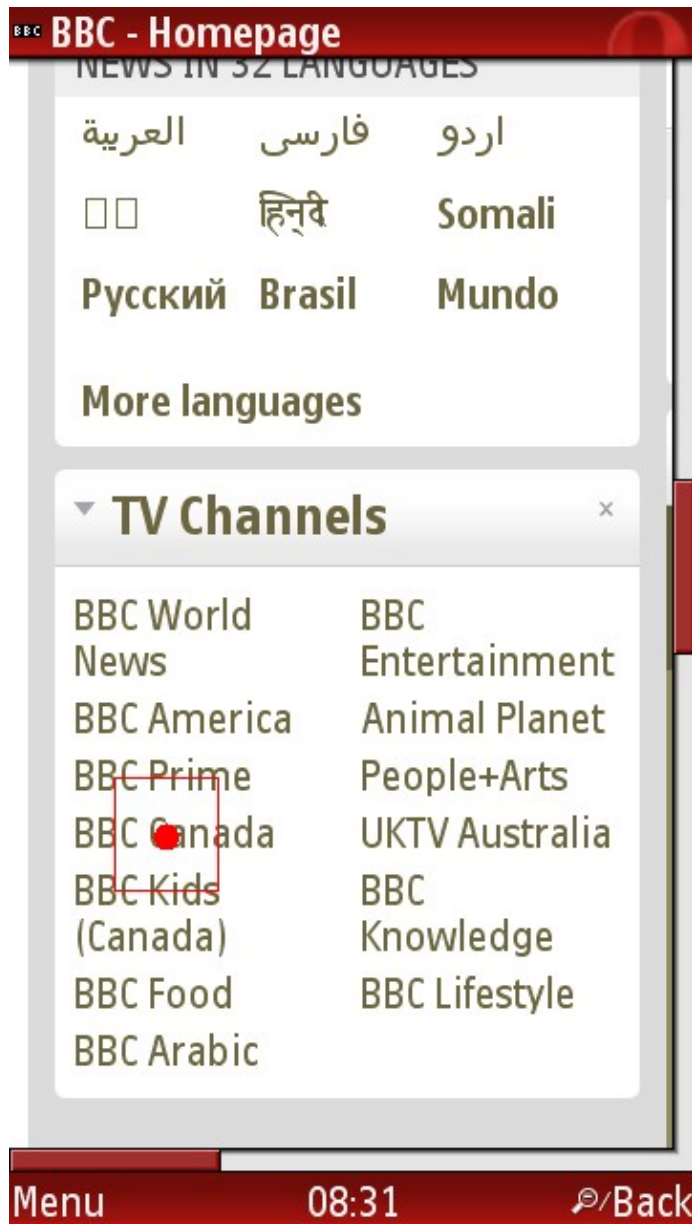 BBC BBC - Homepage
NEWS IN 32 LANGUAGES
العربية فارسی اردو
हिन्दी Somali
Русский Brasil Mundo
More languages
TV Channels ×
BBC World News
BBC Entertainment
BBC America
Animal Planet
BBC Prime
People+Arts
BBC Canada
UKTV Australia
BBC Kids (Canada)
BBC Knowledge
BBC Food
BBC Lifestyle
BBC Arabic
Menu 08:31 /Back